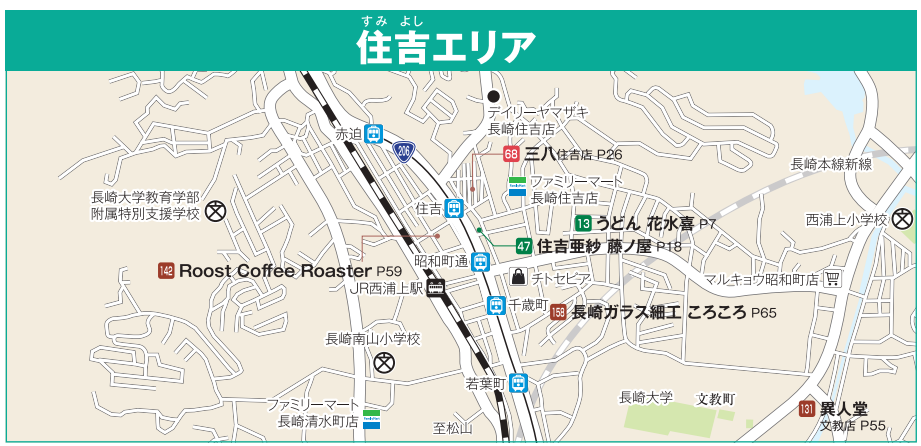 すみ よし
住吉エリア
デイリーヤマザキ
長崎住吉店
赤迫
206
68 三八住吉店 P26
長崎本線新線
ファミリーマート
長崎住吉店
長崎大学教育学部
附属特別支援学校
住吉
西浦上小学校
13 うどん 花水喜 P7
47 住吉亜紗 藤ノ屋 P18
142 Roost Coffee Roaster P59
昭和町通
チトセピア
マルキョウ昭和町店
JR西浦上駅
千歳町
158 長崎ガラス細工 ころころ P65
長崎南山小学校
若葉町
長崎大学
文教町
ファミリーマート
長崎清水町店
FamilyMart
至松山
131 異人堂
文教店 P55